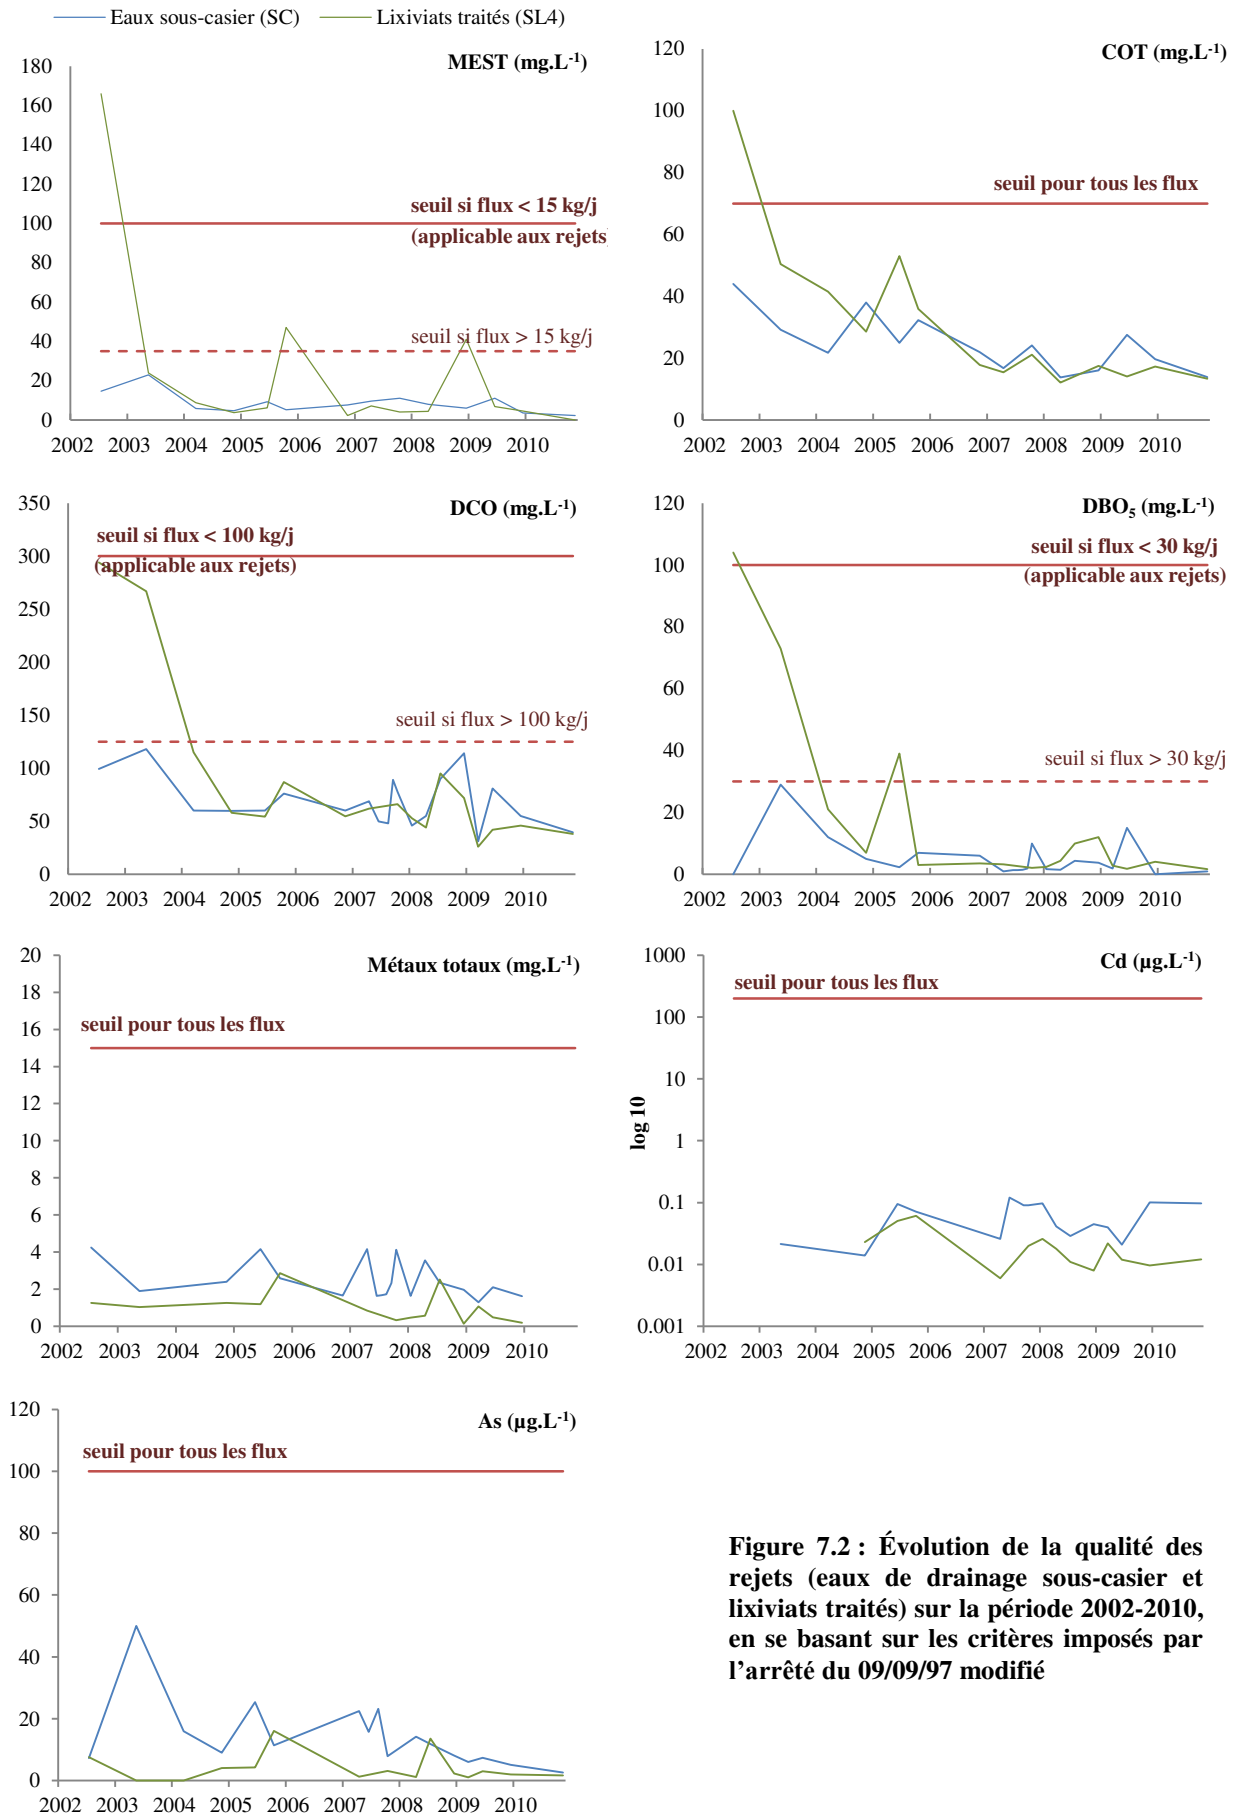 Eaux sous-casier (SC)
Lixiviats traités (SL4)
MEST (mg.L-1)
180
160
140
120
100
80
60
40
20
0
seuil si flux < 15 kg/j
(applicable aux rejets)
seuil si flux > 15 kg/j
2002 2003 2004 2005 2006 2007 2008 2009 2010
COT (mg.L-1)
120
100
80
60
40
20
0
seuil pour tous les flux
2002 2003 2004 2005 2006 2007 2008 2009 2010
DCO (mg.L-1)
350
300
250
200
150
100
50
0
seuil si flux < 100 kg/j
(applicable aux rejets)
seuil si flux > 100 kg/j
2002 2003 2004 2005 2006 2007 2008 2009 2010
DBO5 (mg.L-1)
120
100
80
60
40
20
0
seuil si flux < 30 kg/j
(applicable aux rejets)
seuil si flux > 30 kg/j
2002 2003 2004 2005 2006 2007 2008 2009 2010
Métaux totaux (mg.L-1)
20
18
16
14
12
10
8
6
4
2
0
seuil pour tous les flux
2002 2003 2004 2005 2006 2007 2008 2009 2010
Cd (µg.L-1)
log 10
1000
100
10
1
0.1
0.01
0.001
seuil pour tous les flux
2002 2003 2004 2005 2006 2007 2008 2009 2010
As (µg.L-1)
120
100
80
60
40
20
0
seuil pour tous les flux
2002 2003 2004 2005 2006 2007 2008 2009 2010
Figure 7.2 : Évolution de la qualité des
rejets (eaux de drainage sous-casier et
lixiviats traités) sur la période 2002-2010,
en se basant sur les critères imposés par
l’arrêté du 09/09/97 modifié